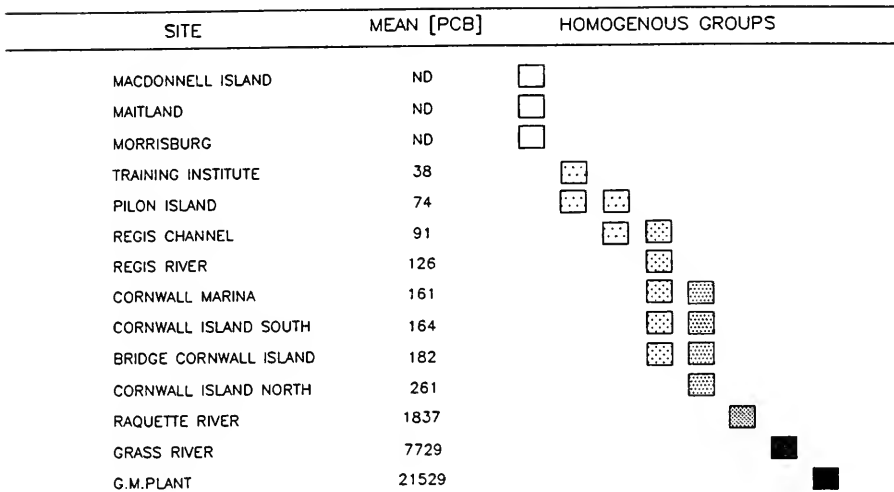 SITE MEAN [PCB] HOMOGENOUS GROUPS
MACDONNELL ISLAND ND
MAITLAND ND
MORRISBURG ND
TRAINING INSTITUTE 38
PILON ISLAND 74
REGIS CHANNEL 91
REGIS RIVER 126
CORNWALL MARINA 161
CORNWALL ISLAND SOUTH 164
BRIDGE CORNWALL ISLAND 182
CORNWALL ISLAND NORTH 261
RAQUETTE RIVER 1837
GRASS RIVER 7729
G.M.PLANT 21529